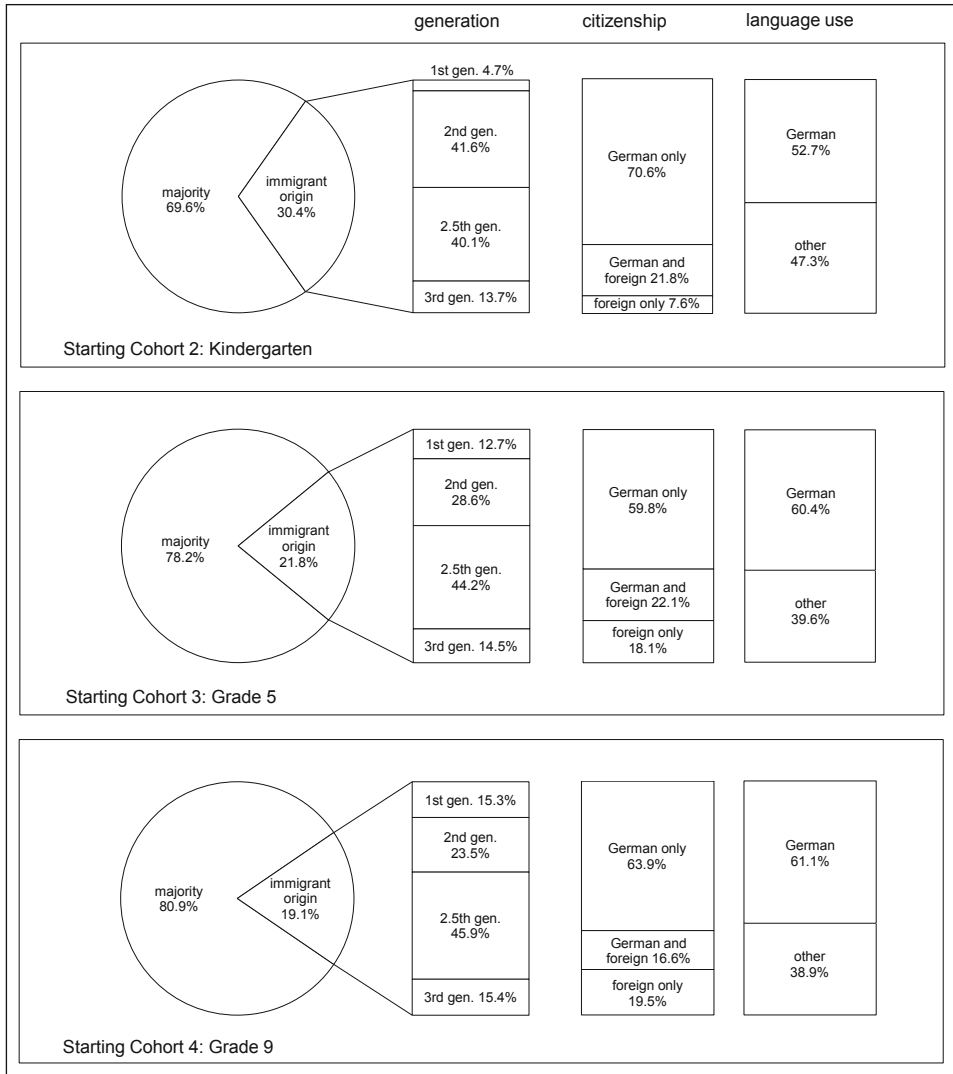 generation
citizenship
language use
majority
69.6%
immigrant
origin
30.4%
1st gen. 4.7%
2nd gen.
41.6%
2.5th gen.
40.1%
3rd gen. 13.7%
German only
70.6%
German and
foreign 21.8%
foreign only 7.6%
German
52.7%
other
47.3%
Starting Cohort 2: Kindergarten
majority
78.2%
immigrant
origin
21.8%
1st gen. 12.7%
2nd gen.
28.6%
2.5th gen.
44.2%
3rd gen. 14.5%
German only
59.8%
German and
foreign 22.1%
foreign only
18.1%
German
60.4%
other
39.6%
Starting Cohort 3: Grade 5
majority
80.9%
immigrant
origin
19.1%
1st gen. 15.3%
2nd gen.
23.5%
2.5th gen.
45.9%
3rd gen. 15.4%
German only
63.9%
German and
foreign 16.6%
foreign only
19.5%
German
61.1%
other
38.9%
Starting Cohort 4: Grade 9